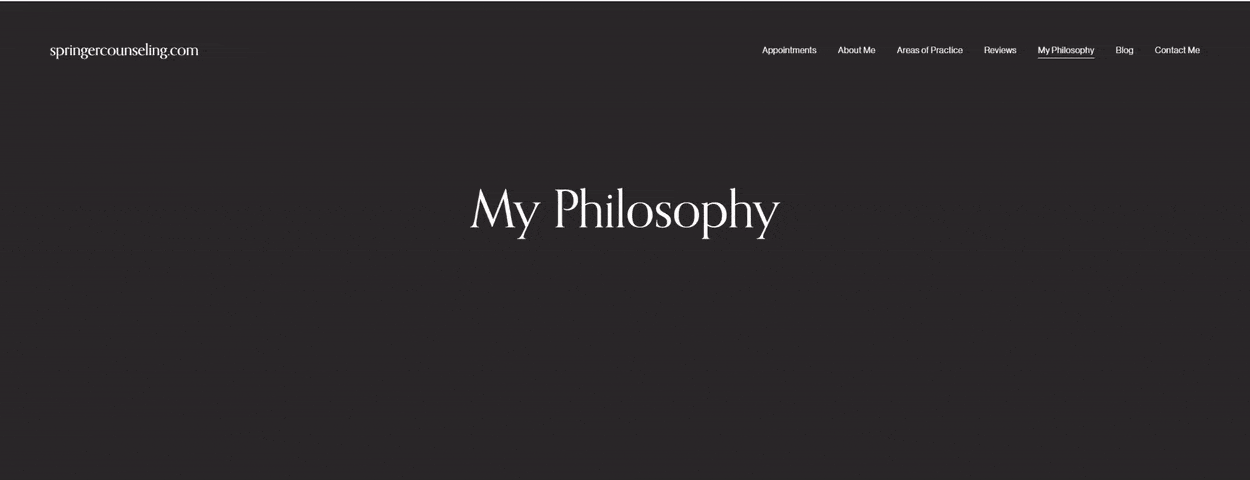 springercounseling.com
Appointments About Me Areas of Practice Reviews My Philosophy Blog Contact Me
My Philosophy